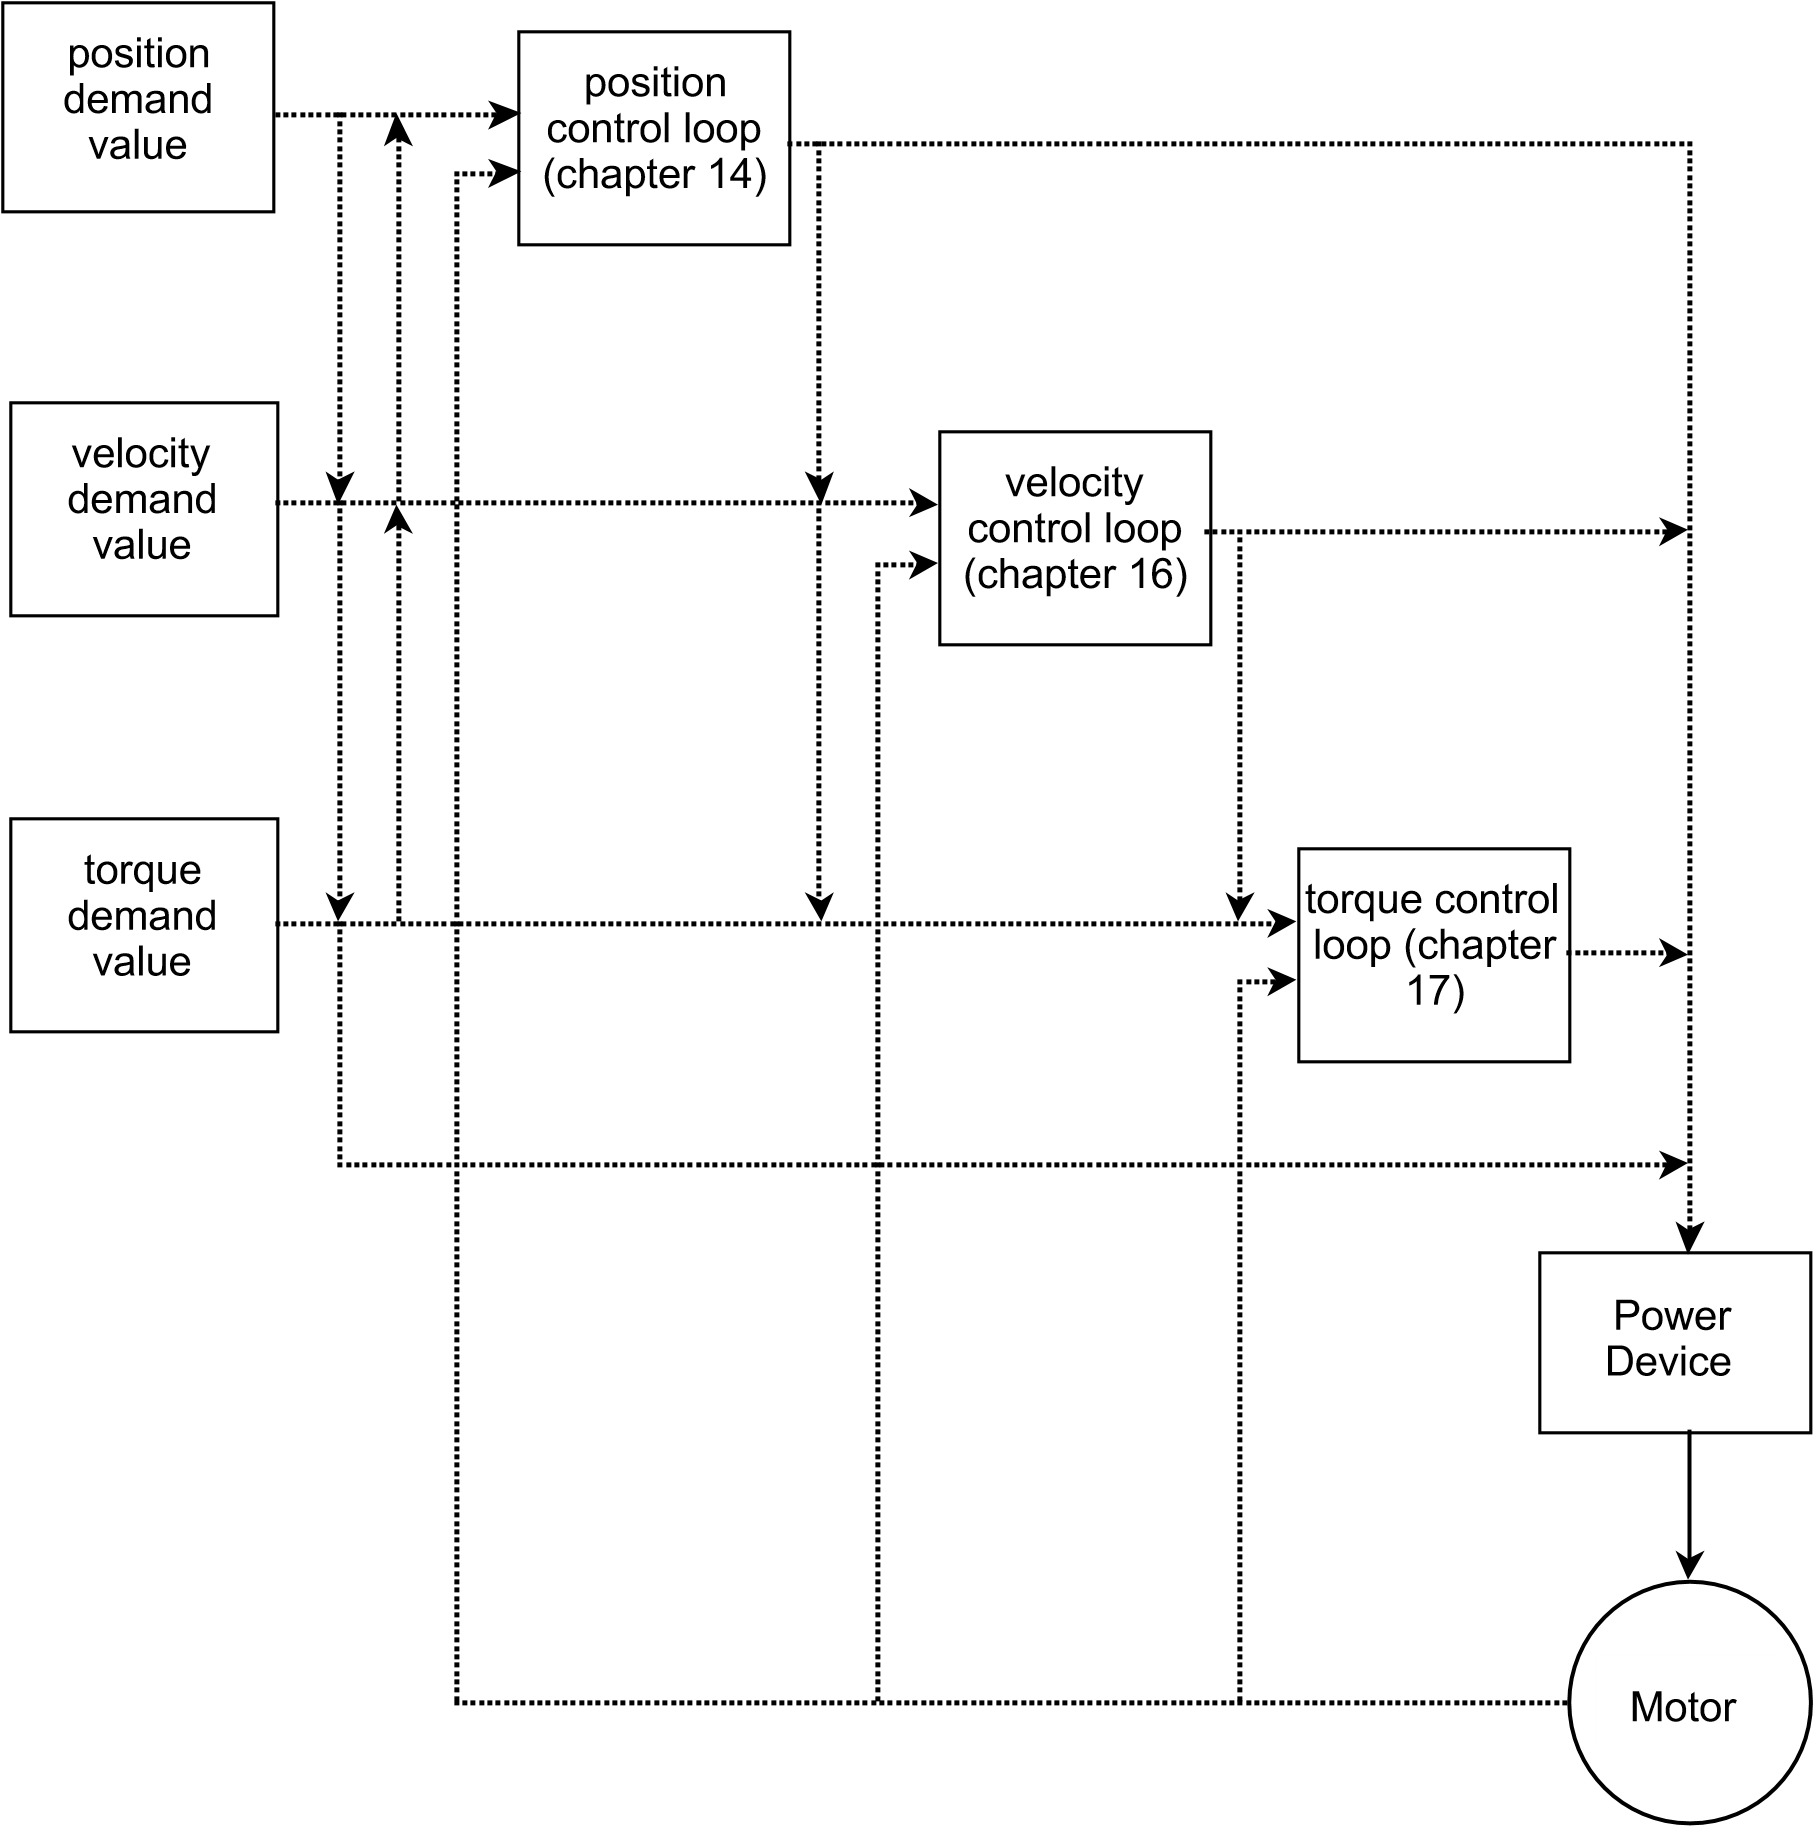 position
demand
value
position
control loop
(chapter 14)
velocity
demand
value
velocity
control loop
(chapter 16)
torque
demand
value
torque control
loop (chapter
17)
Power
Device
Motor